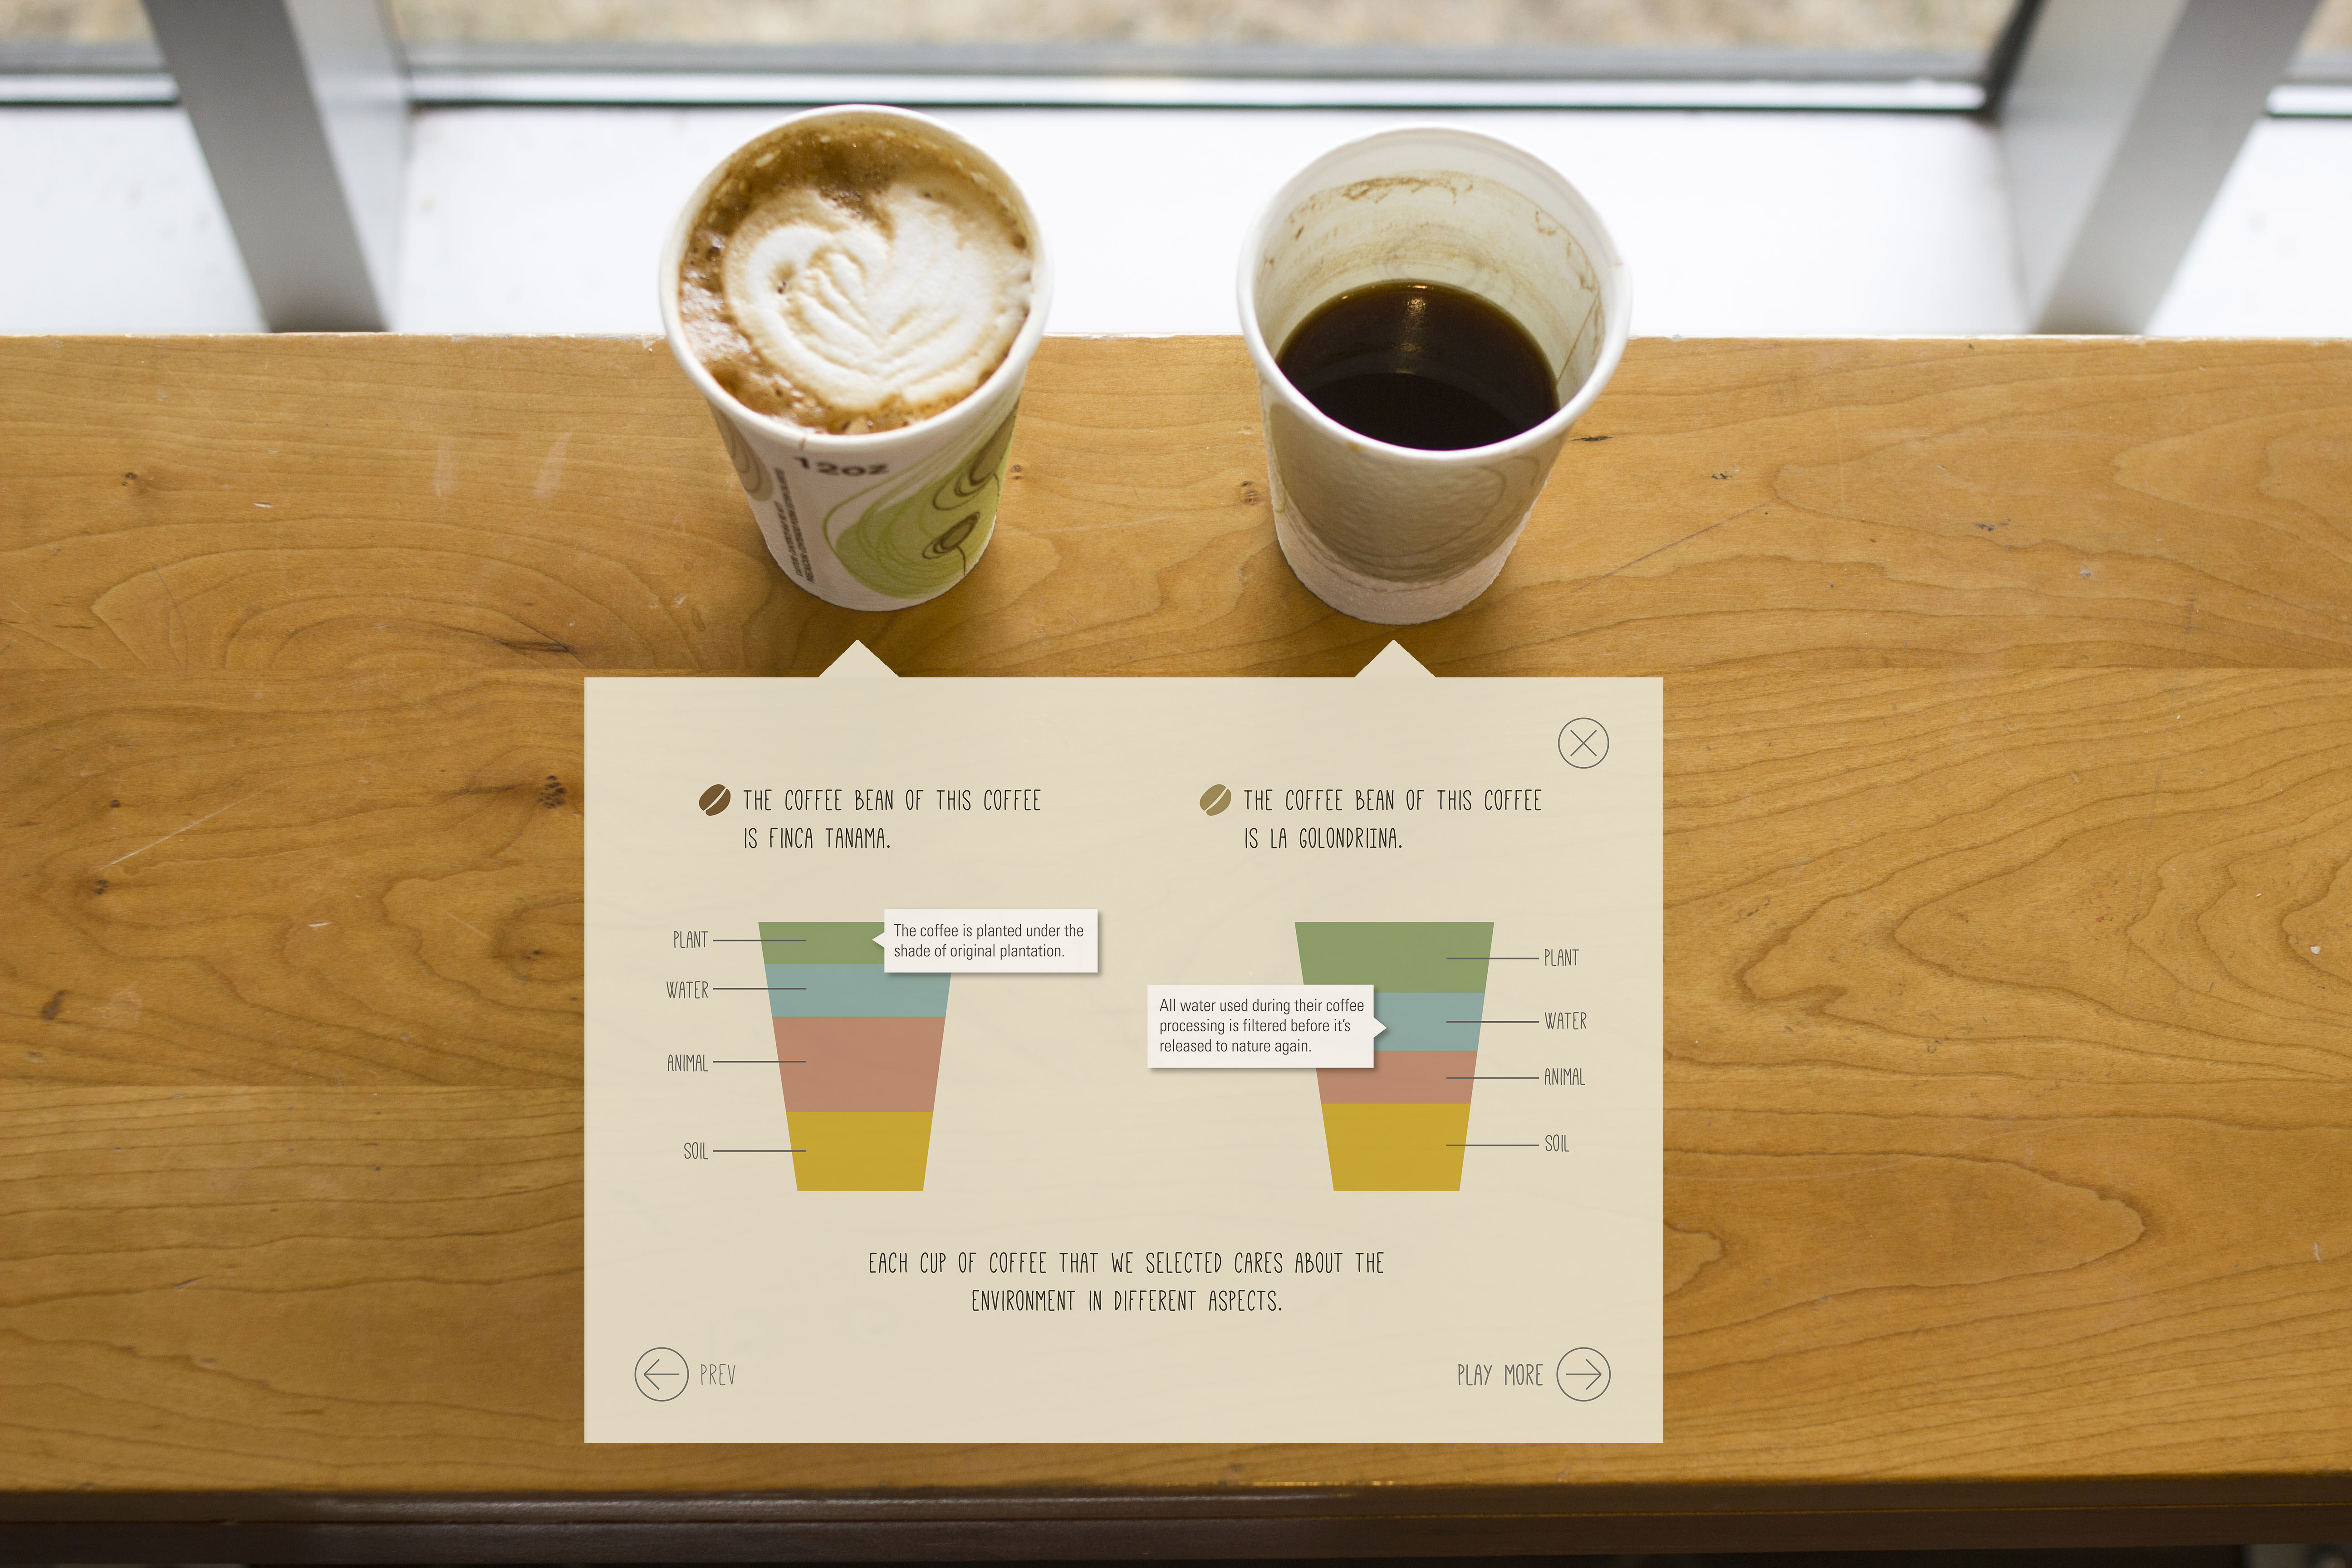 12oz
THE COFFEE BEAN OF THIS COFFEE
IS FINCA TANAMA.
THE COFFEE BEAN OF THIS COFFEE
IS LA GOLONDRIINA.
PLANT
WATER
ANIMAL
SOIL
The coffee is planted under the
shade of original plantation.
All water used during their coffee
processing is filtered before it's
released to nature again.
PLANT
WATER
ANIMAL
SOIL
EACH CUP OF COFFEE THAT WE SELECTED CARES ABOUT THE
ENVIRONMENT IN DIFFERENT ASPECTS.
PREV
PLAY MORE